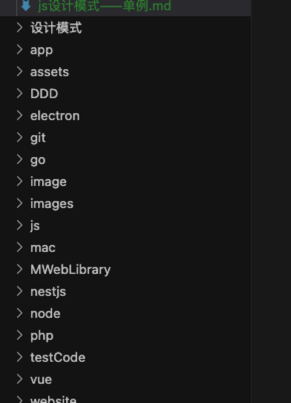 js设计模式——单例.md
设计模式
app
assets
DDD
electron
git
go
image
images
js
mac
MWebLibrary
nestjs
node
php
testCode
vue
website